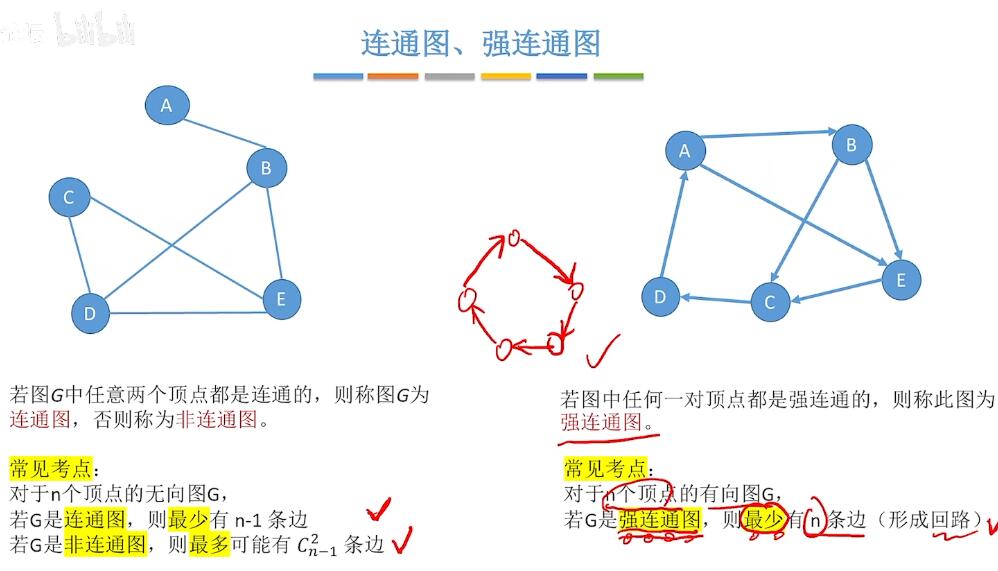 bilibili
连通图、强连通图
A
B
C
D
E
A
B
C
D
E
若图G中任意两个顶点都是连通的，则称图G为
连通图，否则称为非连通图。
常见考点：
对于n个顶点的无向图G，
若G是连通图，则最少有 n-1 条边
若G是非连通图，则最多可能有 C²ₙ₋₁ 条边
若图中任何一对顶点都是强连通的，则称此图为
强连通图。
常见考点：
对于n个顶点的有向图G，
若G是强连通图，则最少有 n 条边（形成回路）